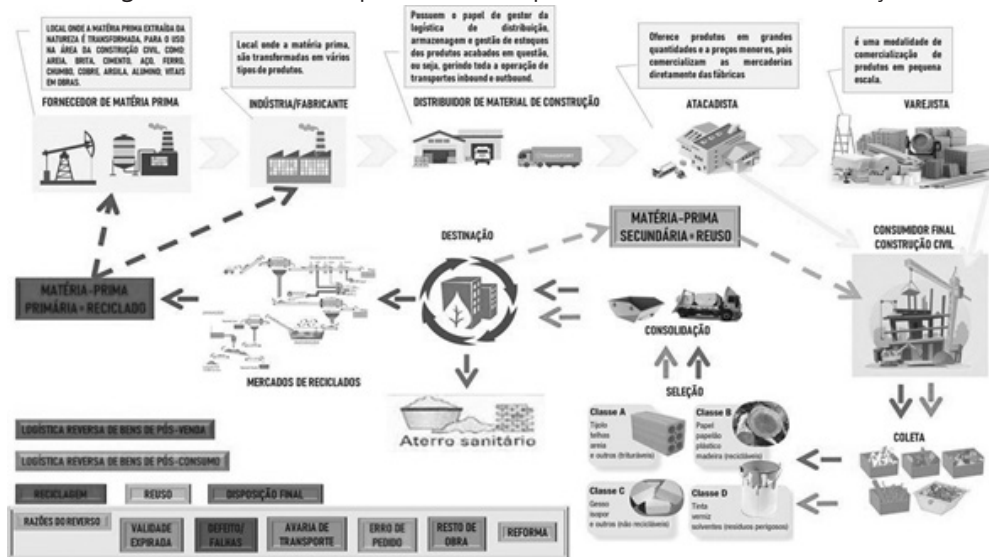 LOCAL ONDE A MATÉRIA PRIMA EXTRAÍDA DA
NATUREZA É TRANSFORMADA, PARA O USO
NA ÁREA DA CONSTRUÇÃO CIVIL, COMO:
AREIA, BRITA, CIMENTO, AÇO, FERRO,
CHUMBO, COBRE, ARGILA, ALUMINO; VITAIS
EM OBRAS.
FORNECEDOR DE MATÉRIA PRIMA
Local onde a matéria prima,
são transformadas em vários
tipos de produtos.
INDÚSTRIA/FABRICANTE
Possuem o papel de gestor da
logística de distribuição,
armazenagem e gestão de estoques
dos produtos acabados em questão,
ou seja, gerindo toda a operação de
transportes inbound e outbound.
DISTRIBUIDOR DE MATERIAL DE CONSTRUÇÃO
Oferece produtos em grandes
quantidades e a preços menores, pois
comercializam as mercadorias
diretamente das fábricas
ATACADISTA
é uma modalidade de
comercialização de
produtos em pequena
escala.
VAREJISTA
MATÉRIA-PRIMA
SECUNDÁRIA=REUSO
DESTINAÇÃO
CONSUMIDOR FINAL
CONSTRUÇÃO CIVIL
MATÉRIA-PRIMA
PRIMÁRIA=RECICLADO
MERCADOS DE RECICLADOS
CONSOLIDAÇÃO
SELEÇÃO
Aterro sanitário
Classe A
Tijolo
telhas
areia
e outros (trituráveis)
Classe B
Papel
papelão
plástico
madeira (recicláveis)
Classe C
Gesso
isopor
e outros (não recicláveis)
Classe D
Tinta
verniz
solventes (resíduos perigosos)
COLETA
LOGÍSTICA REVERSA DE BENS DE PÓS-VENDA
LOGÍSTICA REVERSA DE BENS DE PÓS-CONSUMO
RECICLAGEM
REUSO
DISPOSIÇÃO FINAL
RAZÕES DO REVERSO
VALIDADE
EXPIRADA
DEFEITO/
FALHAS
AVARIA DE
TRANSPORTE
ERRO DE
PEDIDO
RESTO DE
OBRA
REFORMA